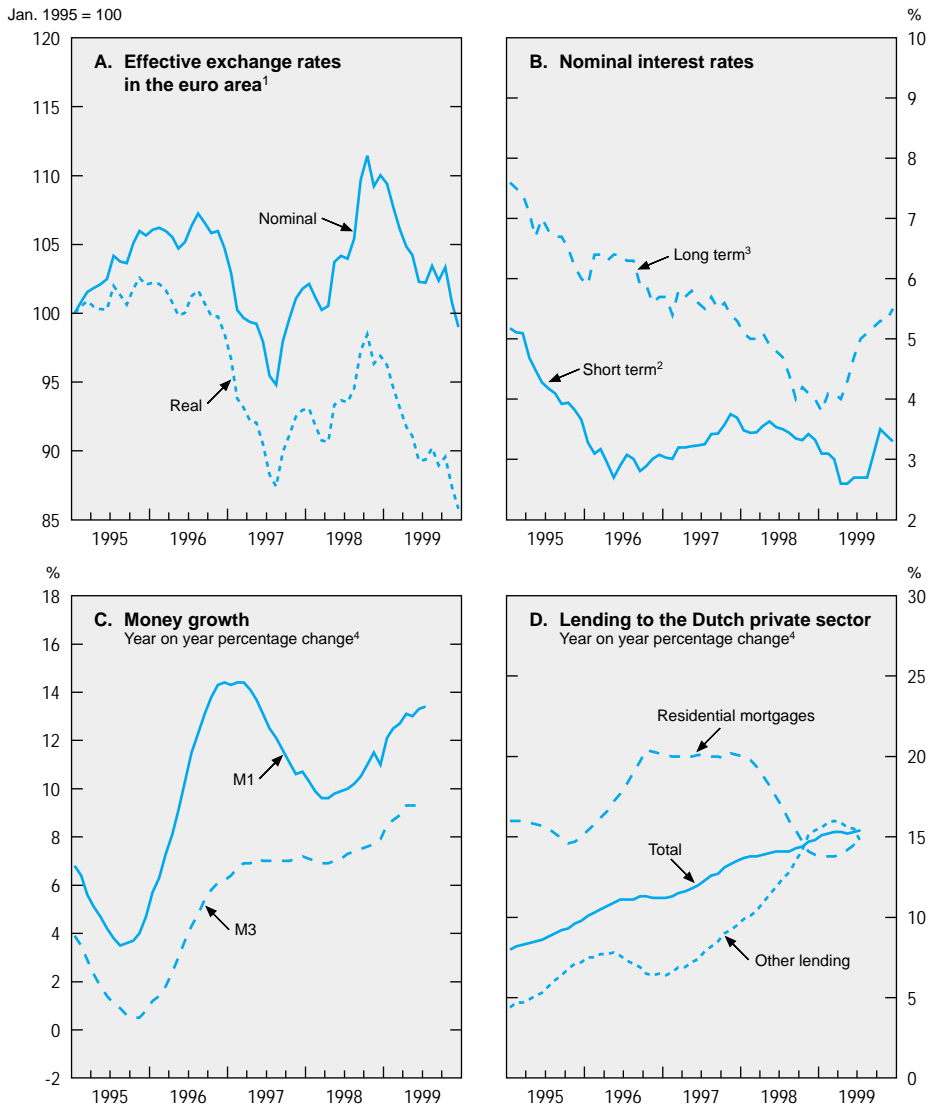 Jan. 1995 = 100
%
A. Effective exchange rates
in the euro area¹
120
115
110
105
100
95
90
85
Nominal
Real
1995 1996 1997 1998 1999
B. Nominal interest rates
10
9
8
7
6
5
4
3
2
Long term³
Short term²
1995 1996 1997 1998 1999
%
C. Money growth
Year on year percentage change⁴
18
16
14
12
10
8
6
4
2
0
-2
M1
M3
1995 1996 1997 1998 1999
%
D. Lending to the Dutch private sector
Year on year percentage change⁴
30
25
20
15
10
5
0
Residential mortgages
Total
Other lending
1995 1996 1997 1998 1999